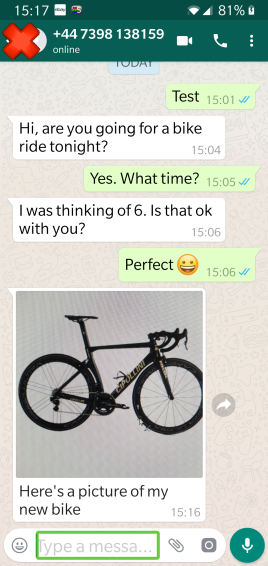 15:17 81%
+44 7398 138159
online
TODAY
Test 15:01
Hi, are you going for a bike
ride tonight? 15:04
Yes. What time? 15:05
I was thinking of 6. Is that ok
with you? 15:06
Perfect 😀 15:06
CIPOLLINI
Here's a picture of my
new bike 15:16
Type a messa...